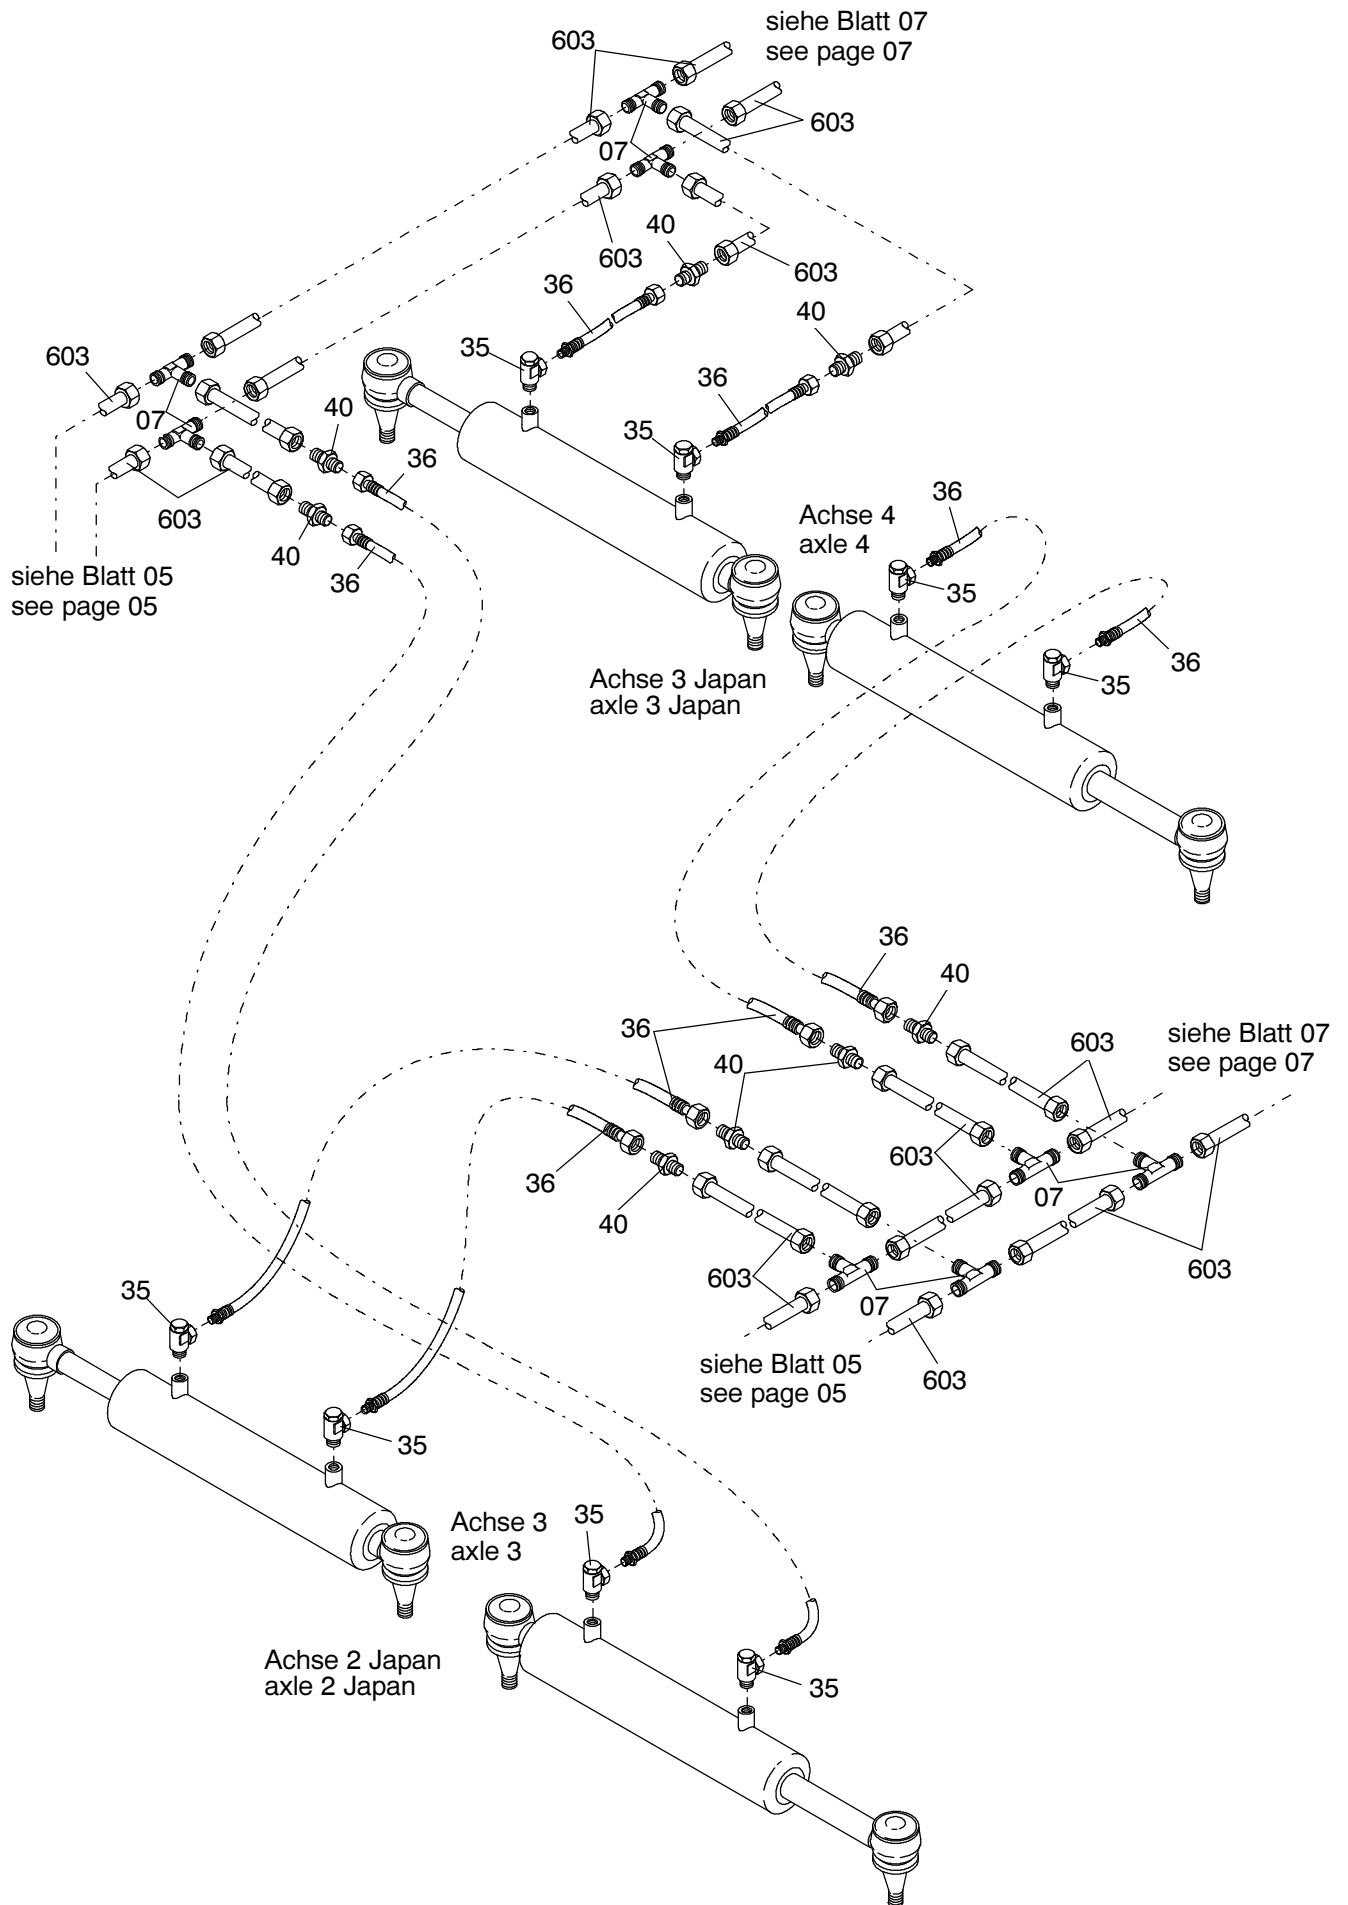 siehe Blatt 07
see page 07
603
603
07
603
40
603
36
40
35
603
36
07
40
35
36
603
40
36
siehe Blatt 05
see page 05
Achse 4
axle 4
36
35
36
35
Achse 3 Japan
axle 3 Japan
36
40
36
40
603
siehe Blatt 07
see page 07
36
40
603
07
603
603
07
603
siehe Blatt 05
see page 05
35
35
Achse 3
axle 3
35
Achse 2 Japan
axle 2 Japan
35